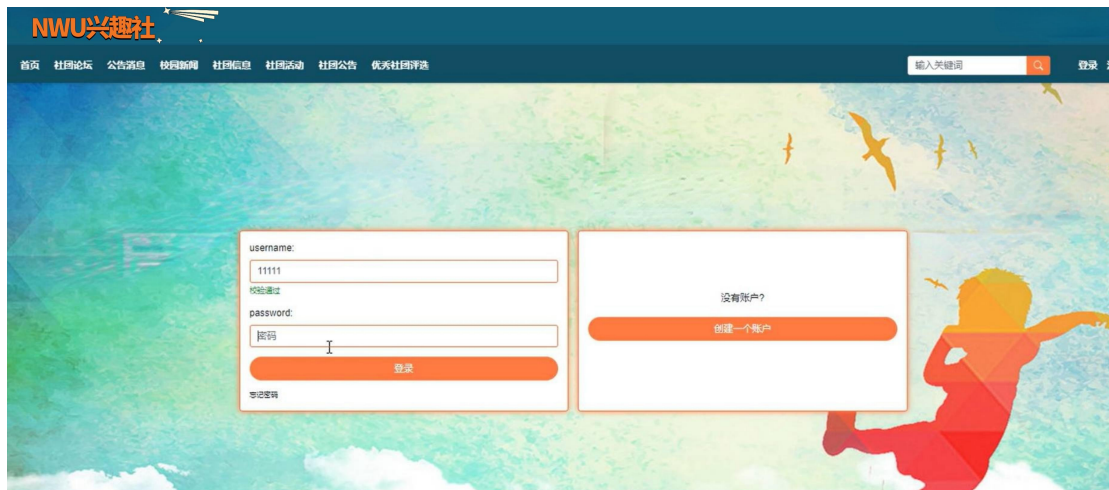 NWU兴趣社
首页 社团论坛 公告消息 校园新闻 社团信息 社团活动 社团公告 优秀社团评选 输入关键词 登录
username:
11111
校验通过
password:
密码
登录
忘记密码
没有账户?
创建一个账户